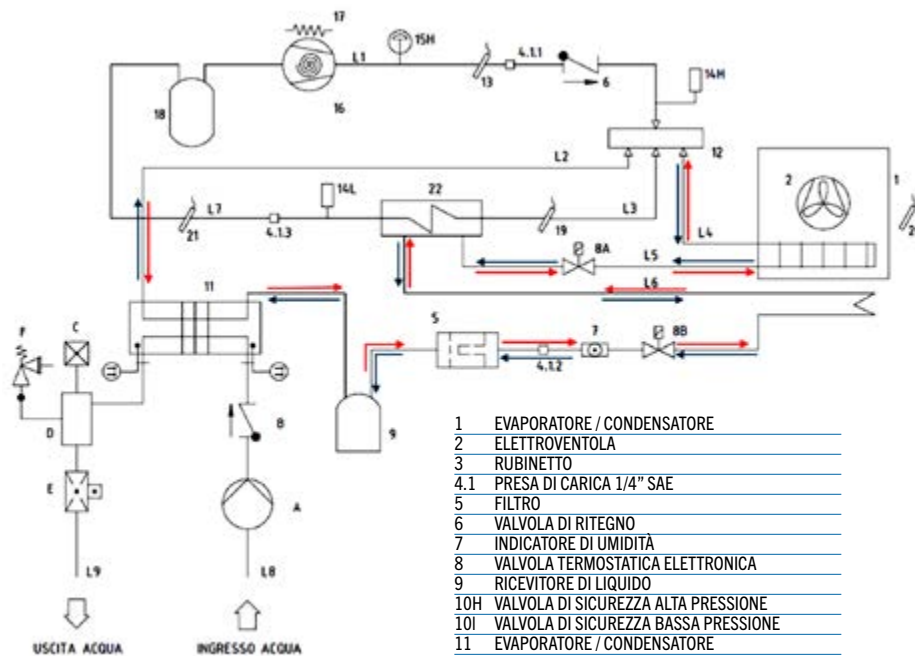 17
15H
L1
4.1.1
13
6
14H
18
16
12
L2
2
1
22
14L
L7
L3
21
4.1.3
19
8A
L4
L5
L6
11
F
C
5
7
8B
4.1.2
D
B
9
E
A
L9
L8
USCITA ACQUA
INGRESSO ACQUA
1 EVAPORATORE / CONDENSATORE
2 ELETTROVENTOLA
3 RUBINETTO
4.1 PRESA DI CARICA 1/4” SAE
5 FILTRO
6 VALVOLA DI RITEGNO
7 INDICATORE DI UMIDITÀ
8 VALVOLA TERMOSTATICA ELETTRONICA
9 RICEVITORE DI LIQUIDO
10H VALVOLA DI SICUREZZA ALTA PRESSIONE
10I VALVOLA DI SICUREZZA BASSA PRESSIONE
11 EVAPORATORE / CONDENSATORE